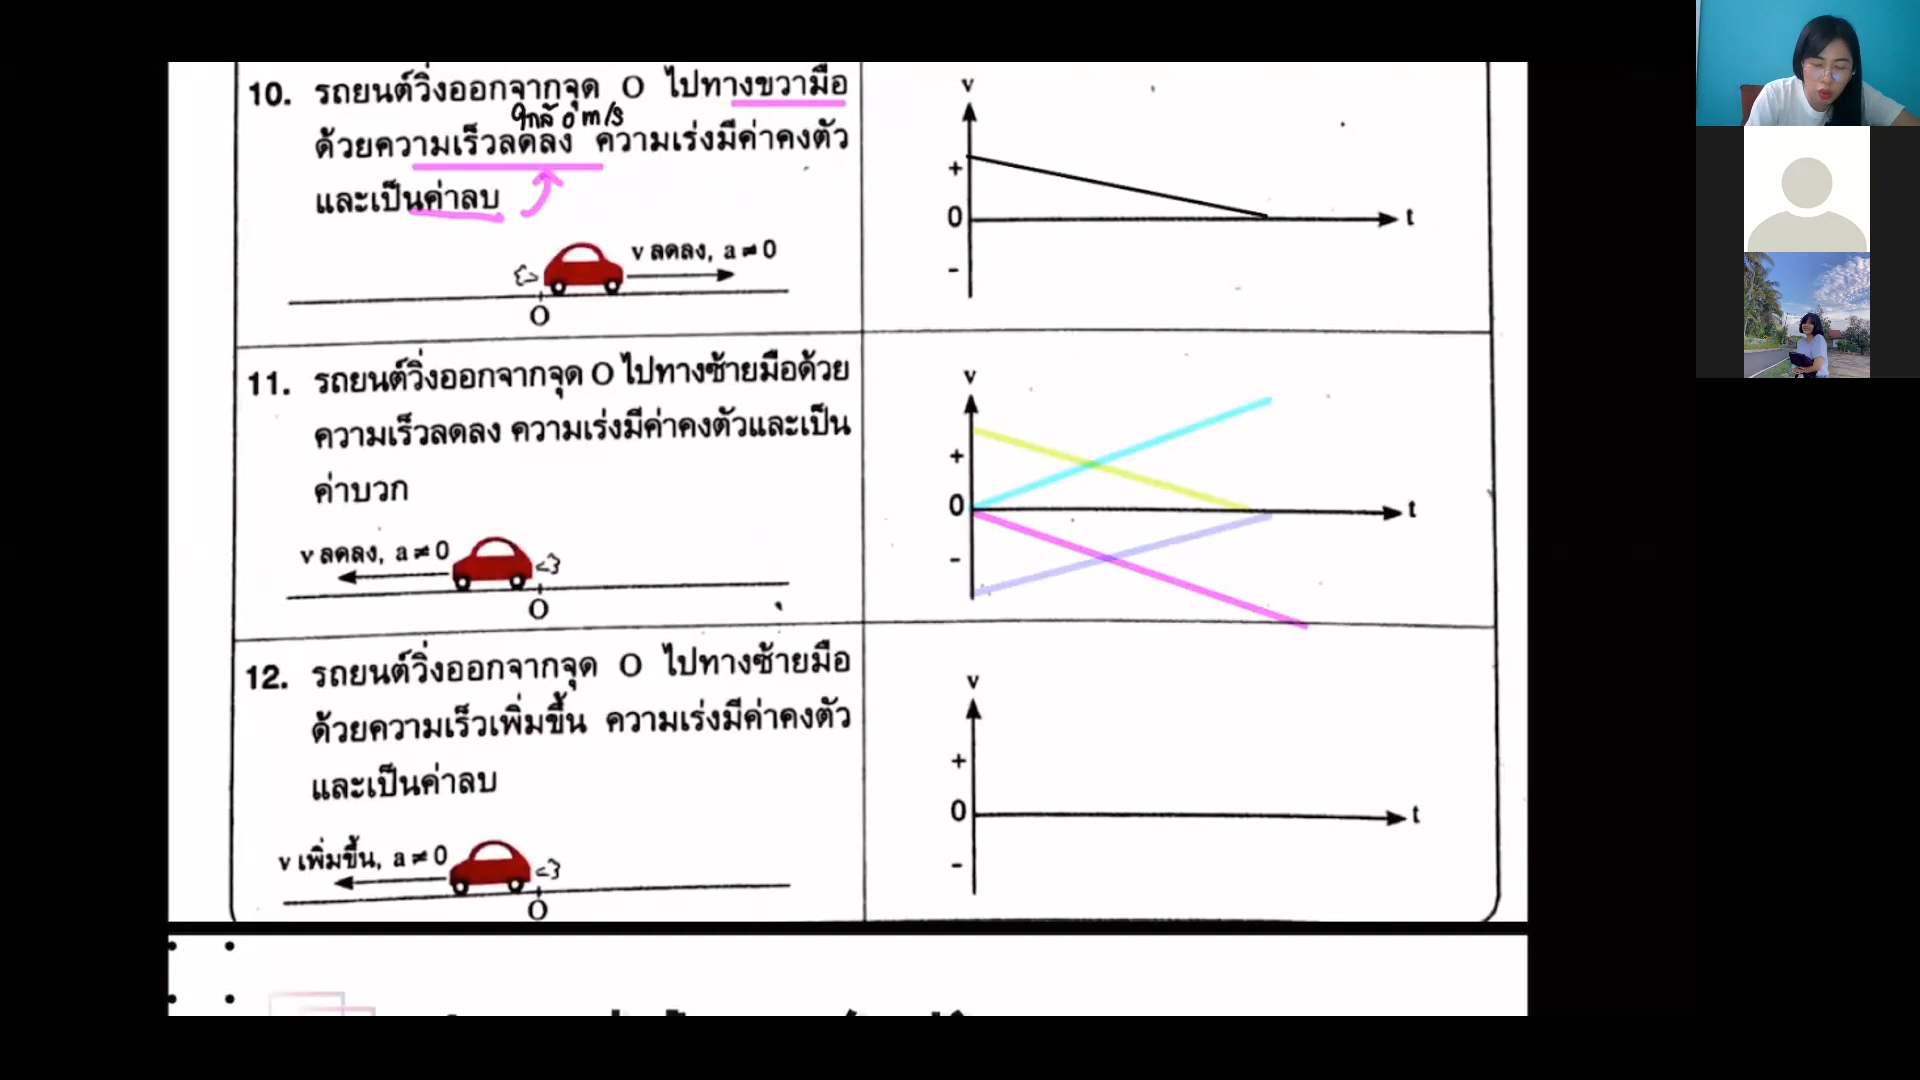 10. รถยนต์วิ่งออกจากจุด O ไปทางขวามือ
ใกล้ 0 m/s
ด้วยความเร็วลดลง ความเร่งมีค่าคงตัว
และเป็นค่าลบ
v ลดลง, a ≠ 0
O
v
+
0
t
-
11. รถยนต์วิ่งออกจากจุด O ไปทางซ้ายมือด้วย
ความเร็วลดลง ความเร่งมีค่าคงตัวและเป็น
ค่าบวก
v ลดลง, a ≠ 0
O
v
+
0
t
-
12. รถยนต์วิ่งออกจากจุด O ไปทางซ้ายมือ
ด้วยความเร็วเพิ่มขึ้น ความเร่งมีค่าคงตัว
และเป็นค่าลบ
v เพิ่มขึ้น, a ≠ 0
O
v
+
0
t
-